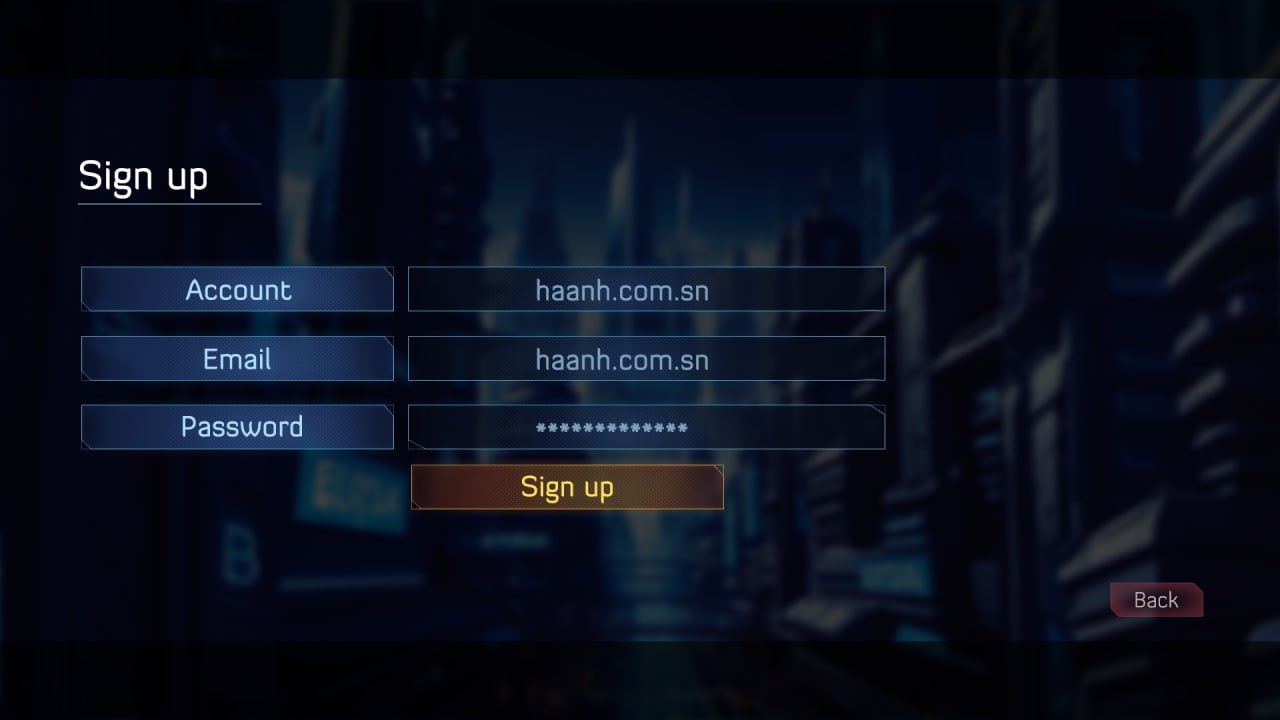 Sign up
Account haanh.com.sn
Email haanh.com.sn
Password *************
Sign up
B
Back